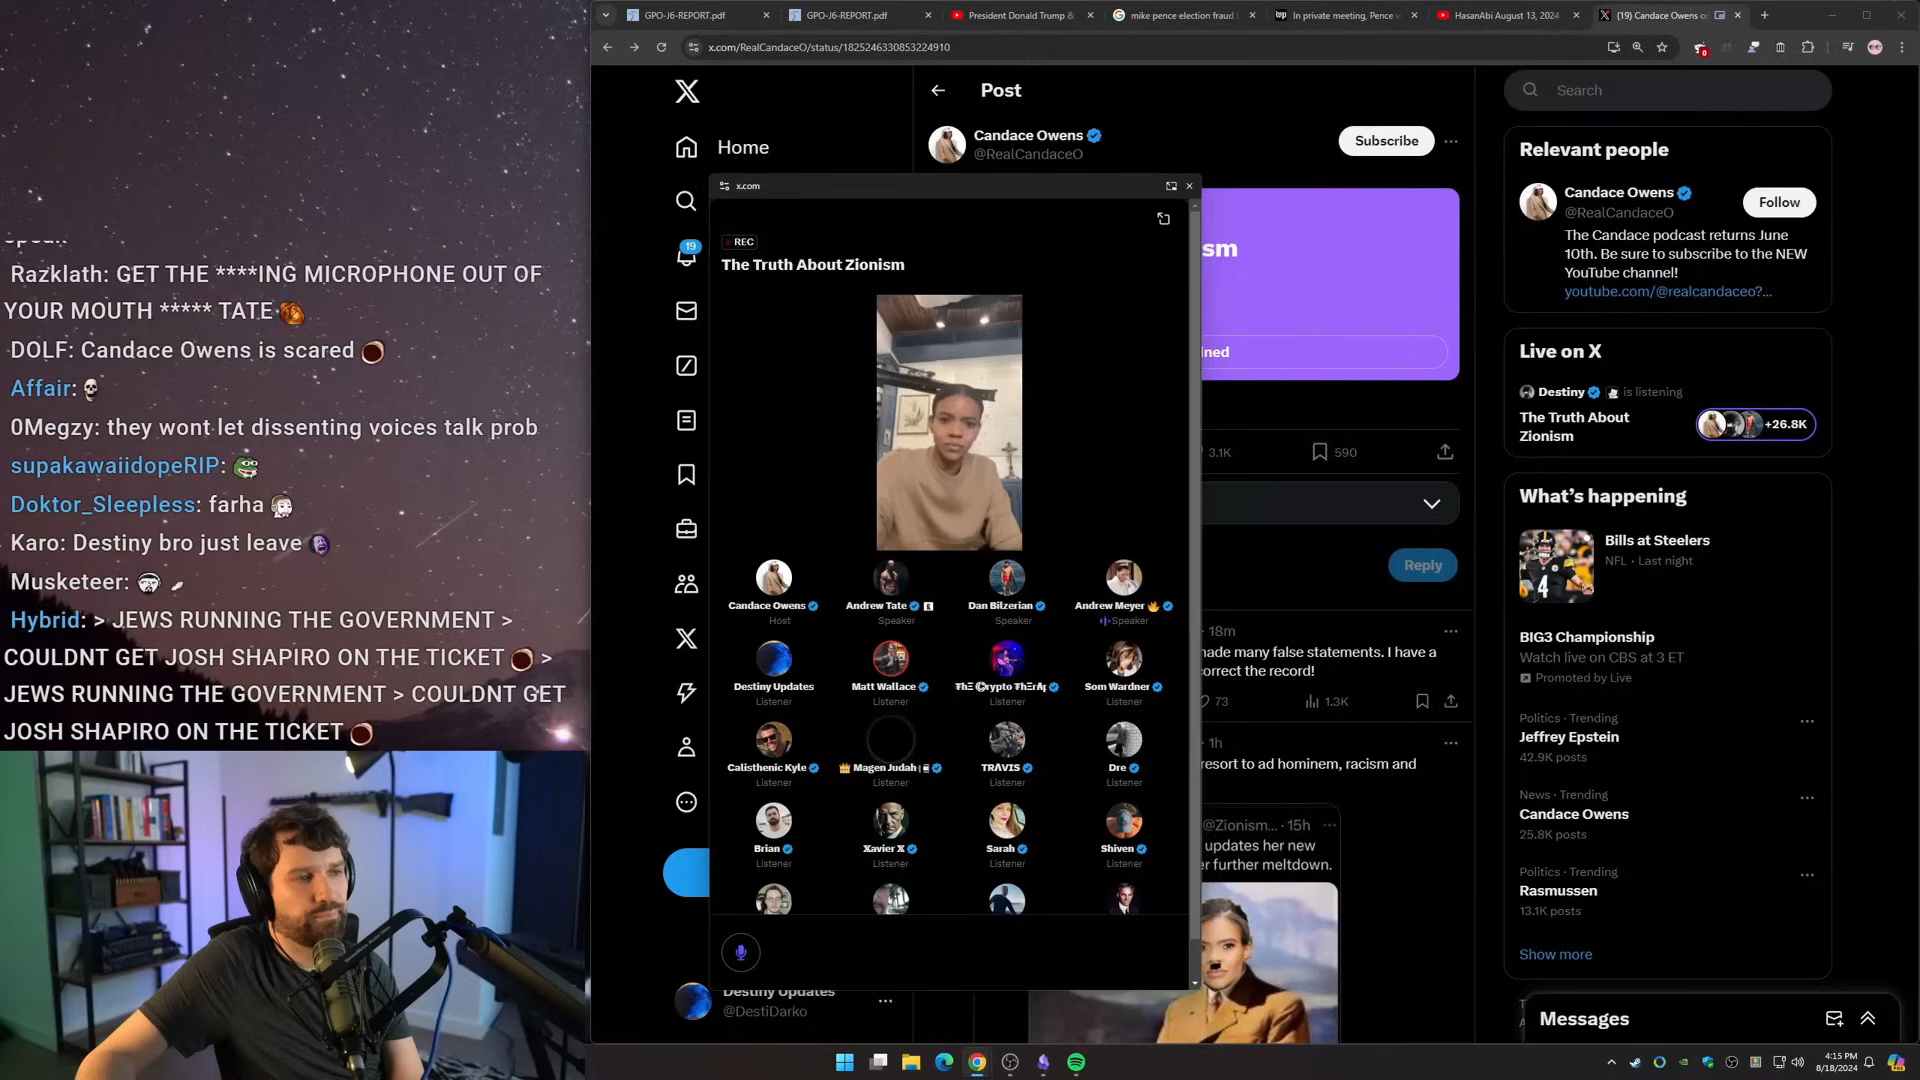 speak
Razklath: GET THE ****ING MICROPHONE OUT OF
YOUR MOUTH ***** TATE
DOLF: Candace Owens is scared
Affair:
0Megzy: they wont let dissenting voices talk prob
supakawaiidopeRIP:
Doktor_Sleepless: farha
Karo: Destiny bro just leave
Musketeer:
Hybrid: > JEWS RUNNING THE GOVERNMENT >
COULDNT GET JOSH SHAPIRO ON THE TICKET >
JEWS RUNNING THE GOVERNMENT > COULDNT GET
JOSH SHAPIRO ON THE TICKET
GPO-J6-REPORT.pdf
GPO-J6-REPORT.pdf
President Donald Trump &
mike pence election fraud
In private meeting, Pence
HasanAbi August 13, 2024
(19) Candace Owens
x.com/RealCandaceO/status/1825246330853224910
0
Home
19
Post
Candace Owens
@RealCandaceO
Subscribe
x.com
REC
The Truth About Zionism
Candace Owens
Host
Andrew Tate
Speaker
Dan Bilzerian
Speaker
Andrew Meyer
Speaker
Destiny Updates
Listener
Matt Wallace
Listener
Listener
Som Wardner
Listener
Calisthenic Kyle
Listener
Magen Judah
Listener
TRΛVIS
Listener
Dre
Listener
Brian
Listener
Xavier X
Listener
Sarah
Listener
Shiven
Listener
sm
ined
3.1K
590
Reply
18m
made many false statements. I have a
correct the record!
73
1.3K
1h
resort to ad hominem, racism and
@Zionism... · 15h
updates her new
er further meltdown.
Destiny Updates
@DestiDarko
Search
Relevant people
Candace Owens
@RealCandaceO
Follow
The Candace podcast returns June
10th. Be sure to subscribe to the NEW
YouTube channel!
youtube.com/@realcandaceo?...
Live on X
Destiny is listening
The Truth About
Zionism
+26.8K
What's happening
Bills at Steelers
NFL · Last night
BIG3 Championship
Watch live on CBS at 3 ET
Promoted by Live
Politics · Trending
Jeffrey Epstein
42.9K posts
News · Trending
Candace Owens
25.8K posts
Politics · Trending
Rasmussen
13.1K posts
Show more
Messages
4:15 PM
8/18/2024